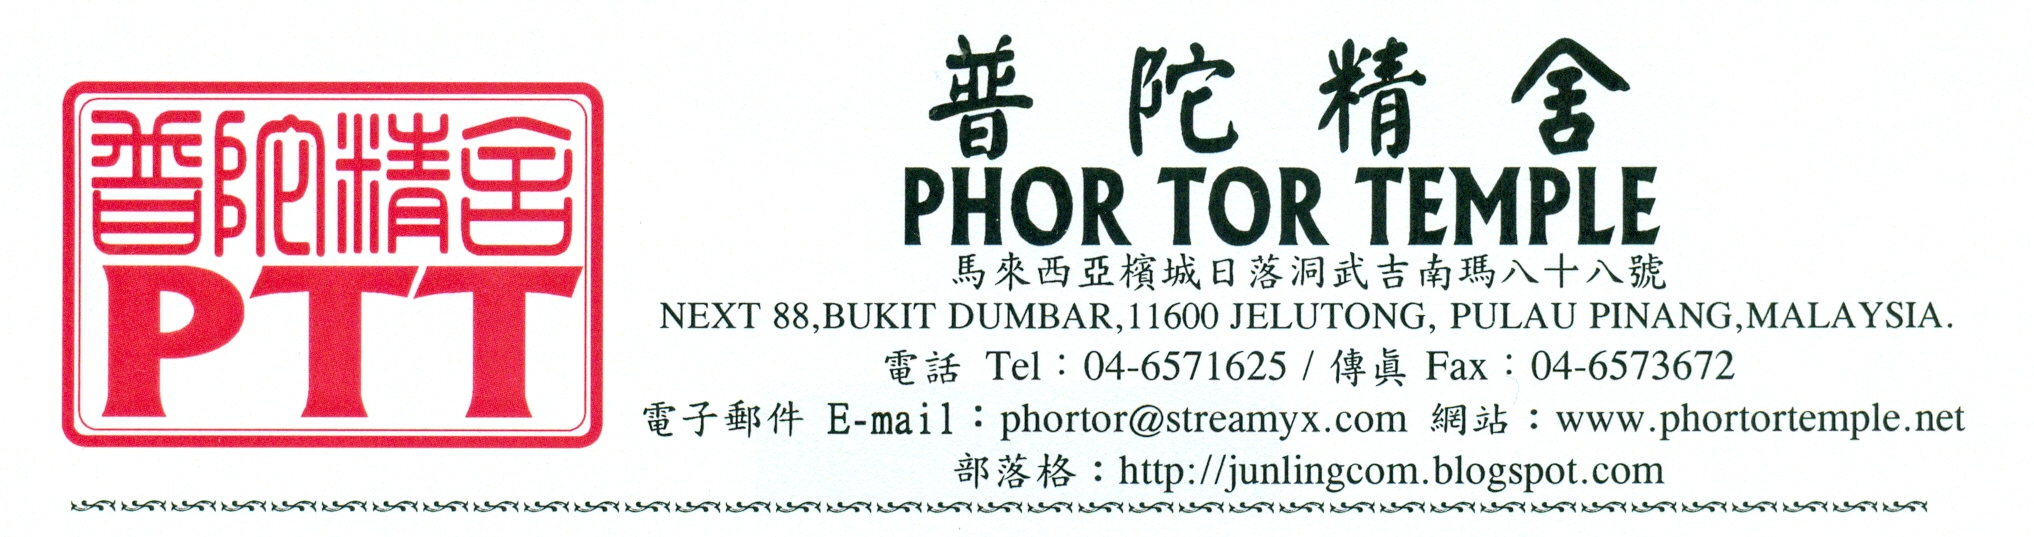 普陀精舍
PTT
普陀精舍
PHOR TOR TEMPLE
馬來西亞檳城日落洞武吉南瑪八十八號
NEXT 88,BUKIT DUMBAR,11600 JELUTONG, PULAU PINANG,MALAYSIA.
電話 Tel：04-6571625 / 傳眞 Fax：04-6573672
電子郵件 E-mail：phortor@streamyx.com 網站：www.phortortemple.net
部落格：http://junlingcom.blogspot.com